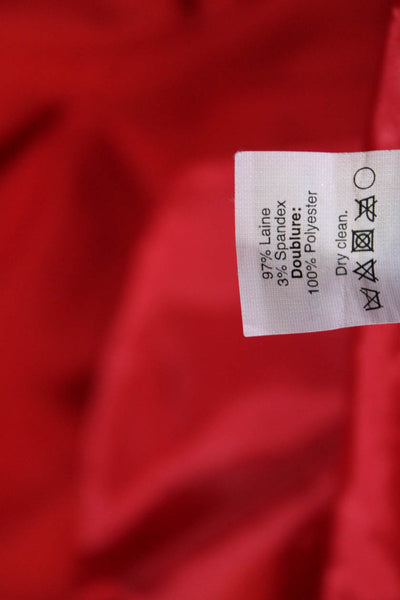 97% Laine
3% Spandex
Doublure:
100% Polyester
Dry clean.